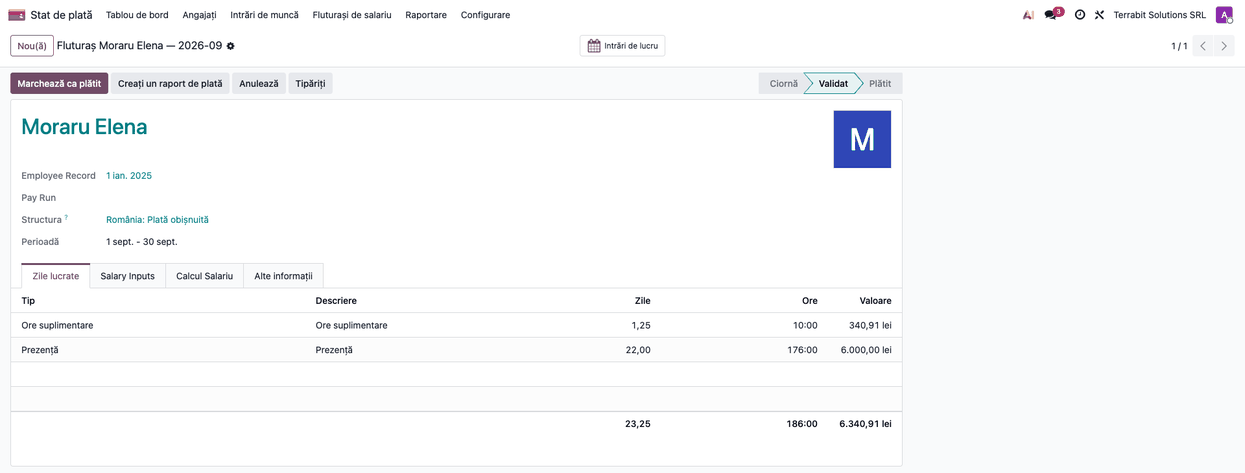 Stat de plată Tablou de bord Angajați Intrări de muncă Fluturași de salariu Raportare Configurare AI 3 Terrabit Solutions SRL A
Nou(ă) Fluturaș Moraru Elena — 2026-09 Intrări de lucru 1 / 1
Marchează ca plătit Creați un raport de plată Anulează Tipăriți Ciornă Validat Plătit
Moraru Elena M
Employee Record 1 ian. 2025
Pay Run
Structura ? România: Plată obișnuită
Perioadă 1 sept. - 30 sept.
Zile lucrate Salary Inputs Calcul Salariu Alte informații
Tip Descriere Zile Ore Valoare
Ore suplimentare Ore suplimentare 1,25 10:00 340,91 lei
Prezență Prezență 22,00 176:00 6.000,00 lei
23,25 186:00 6.340,91 lei